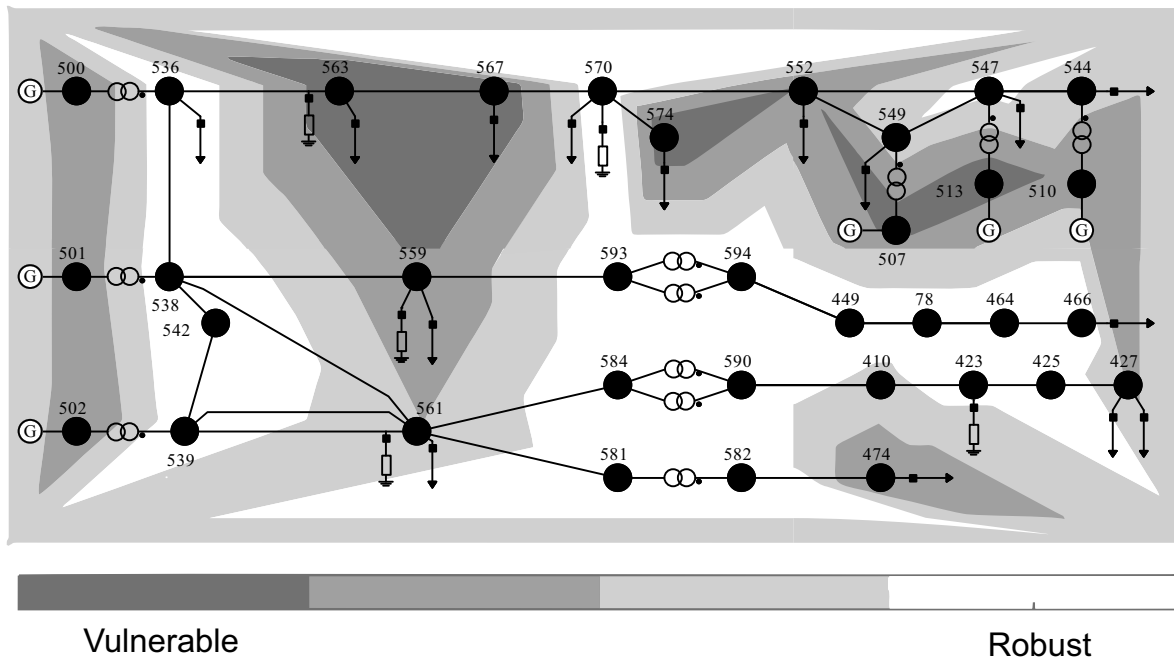 500 536 563 567 570 552 547 544
574 549
G
513 510
G G G
507
501 559 593 594
G
538
542
449 78 464 466
584 590 410 423 425 427
502 561
G
539 581 582 474
Vulnerable Robust